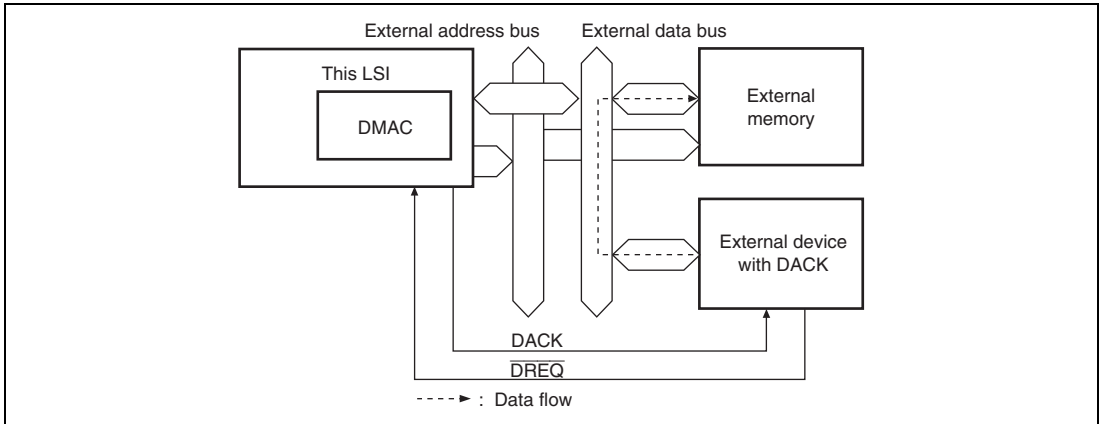 External address bus
External data bus
This LSI
DMAC
External
memory
External device
with DACK
DACK
DREQ
: Data flow